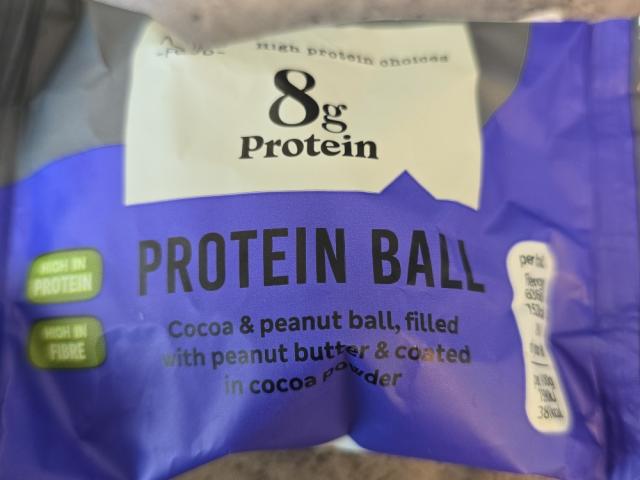 High protein choices
8g
Protein
PROTEIN BALL
HIGH IN
PROTEIN
HIGH IN
FIBRE
Cocoa & peanut ball, filled
with peanut butter & coated
in cocoa powder